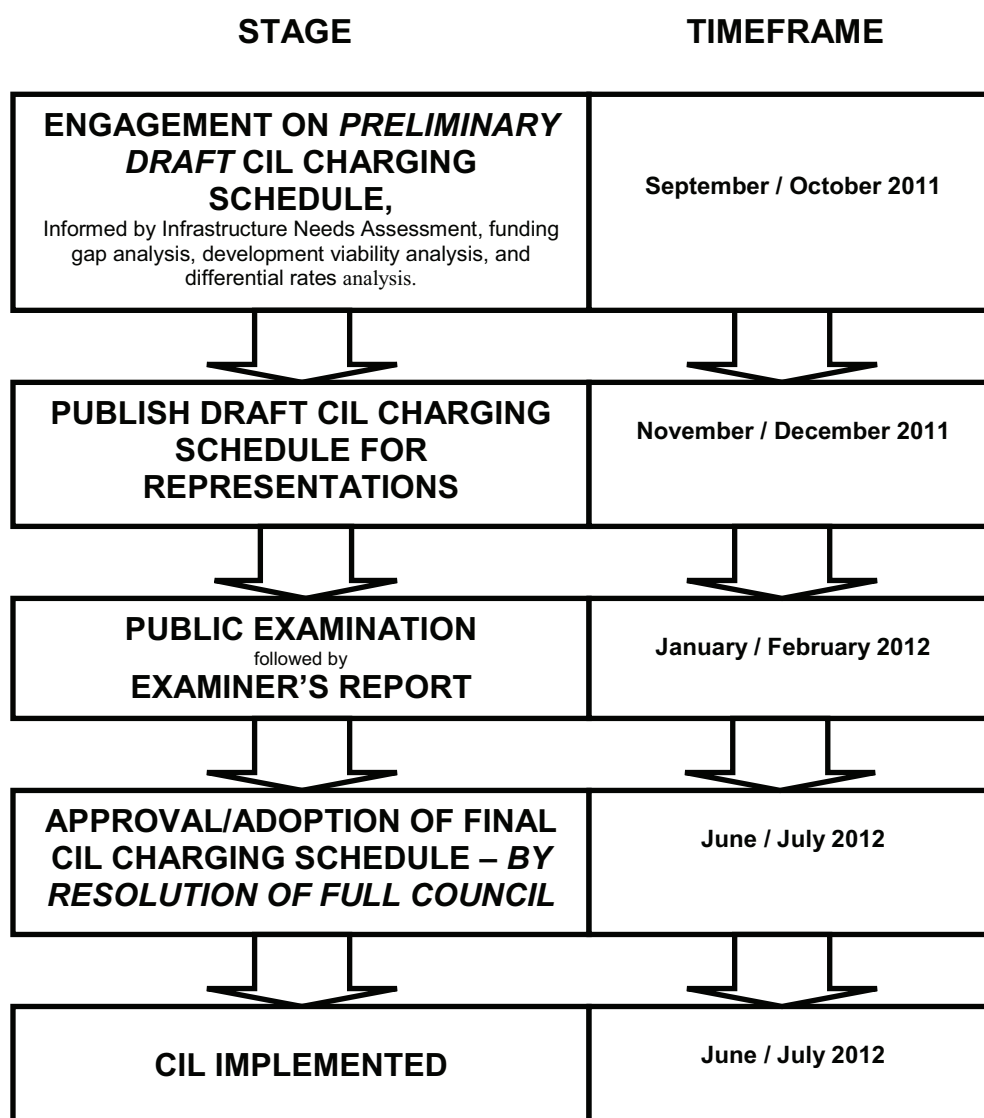 STAGE TIMEFRAME
ENGAGEMENT ON PRELIMINARY
DRAFT CIL CHARGING
SCHEDULE,
Informed by Infrastructure Needs Assessment, funding
gap analysis, development viability analysis, and
differential rates analysis.
September / October 2011
PUBLISH DRAFT CIL CHARGING
SCHEDULE FOR
REPRESENTATIONS
November / December 2011
PUBLIC EXAMINATION
followed by
EXAMINER’S REPORT
January / February 2012
APPROVAL/ADOPTION OF FINAL
CIL CHARGING SCHEDULE – BY
RESOLUTION OF FULL COUNCIL
June / July 2012
CIL IMPLEMENTED
June / July 2012